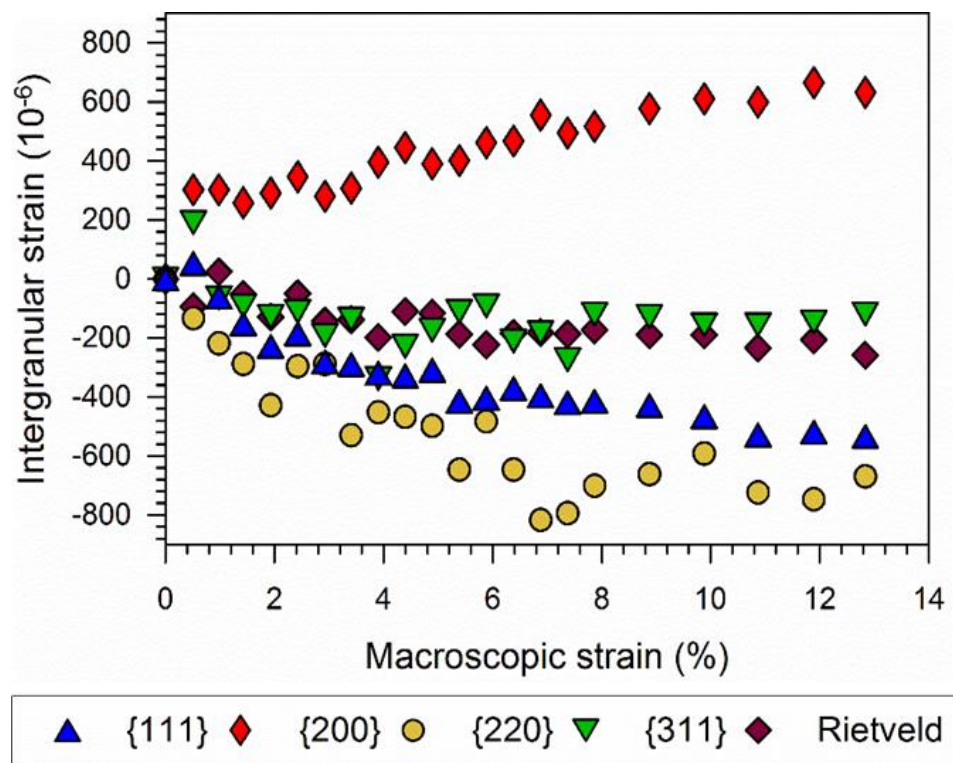 800
600
400
200
0
-200
-400
-600
-800
Intergranular strain (10-6)
0 2 4 6 8 10 12 14
Macroscopic strain (%)
{111} {200} {220} {311} Rietveld